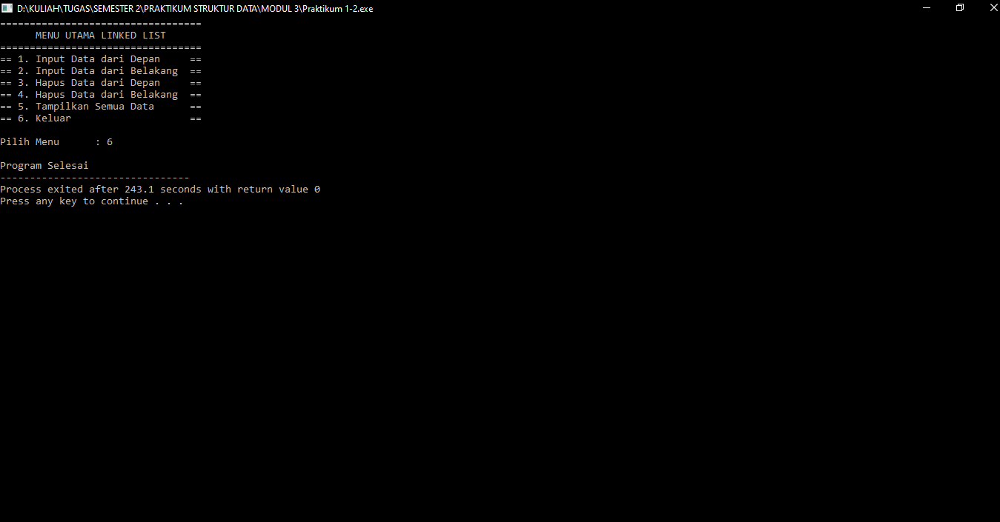 D:\KULIAH\TUGAS\SEMESTER 2\PRAKTIKUM STRUKTUR DATA\MODUL 3\Praktikum 1-2.exe
==================================
      MENU UTAMA LINKED LIST
==================================
== 1. Input Data dari Depan     ==
== 2. Input Data dari Belakang  ==
== 3. Hapus Data dari Depan     ==
== 4. Hapus Data dari Belakang  ==
== 5. Tampilkan Semua Data      ==
== 6. Keluar                    ==
Pilih Menu      : 6
Program Selesai
--------------------------------
Process exited after 243.1 seconds with return value 0
Press any key to continue . . .